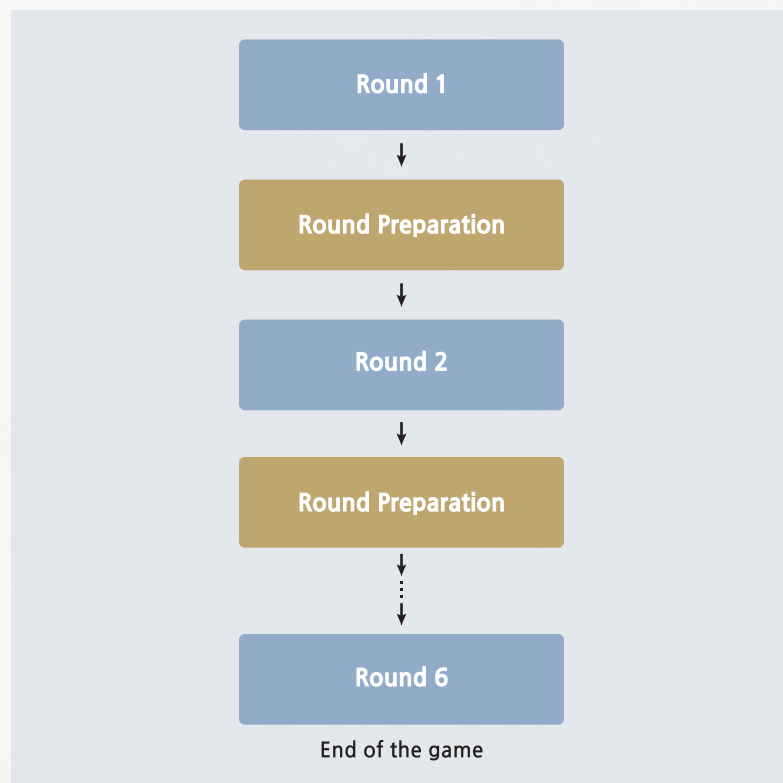 Round 1
Round Preparation
Round 2
Round Preparation
Round 6
End of the game